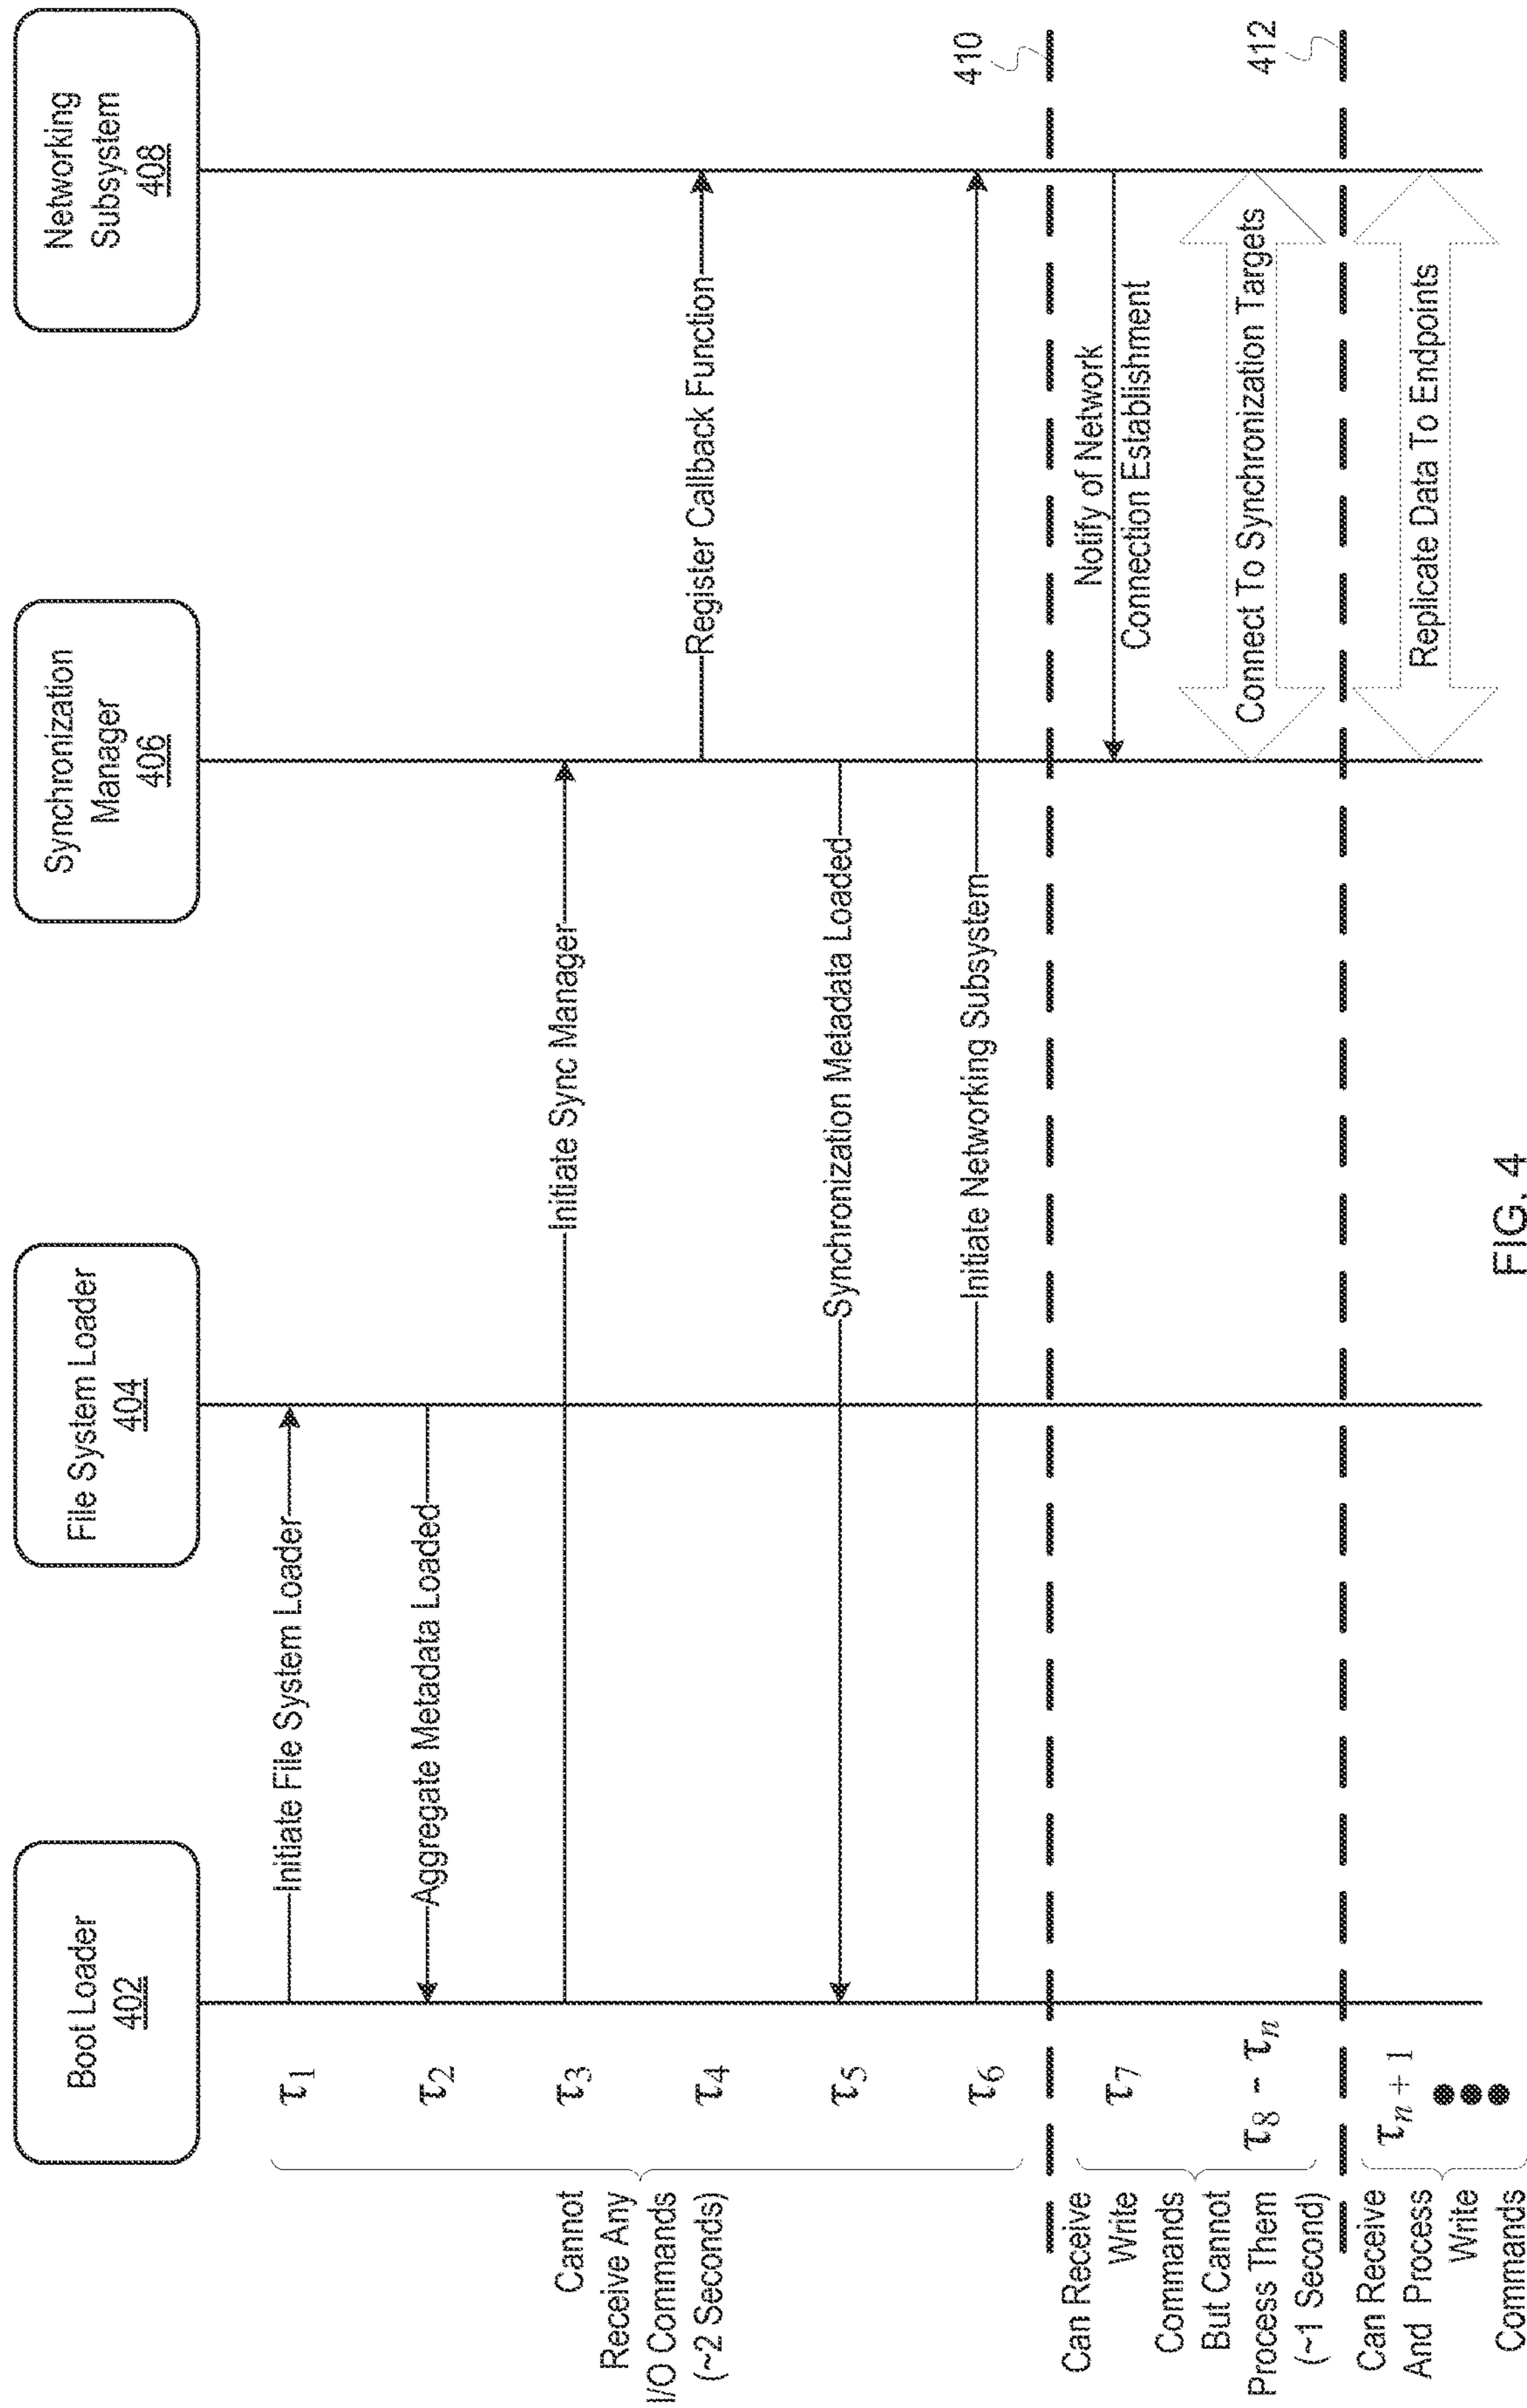 Boot Loader
402
File System Loader
404
Synchronization
Manager
406
Networking
Subsystem
408
τ1
Initiate File System Loader
τ2
Aggregate Metadata Loaded
τ3
Initiate Sync Manager
τ4
Register Callback Function
τ5
Synchronization Metadata Loaded
τ6
Initiate Networking Subsystem
Cannot
Receive Any
I/O Commands
(~2 Seconds)
410
τ7
Notify of Network
Connection Establishment
τ8 - τn
Connect To Synchronization Targets
Can Receive
Write
Commands
But Cannot
Process Them
(~1 Second)
412
τn + 1
Replicate Data To Endpoints
Can Receive
And Process
Write
Commands
FIG. 4